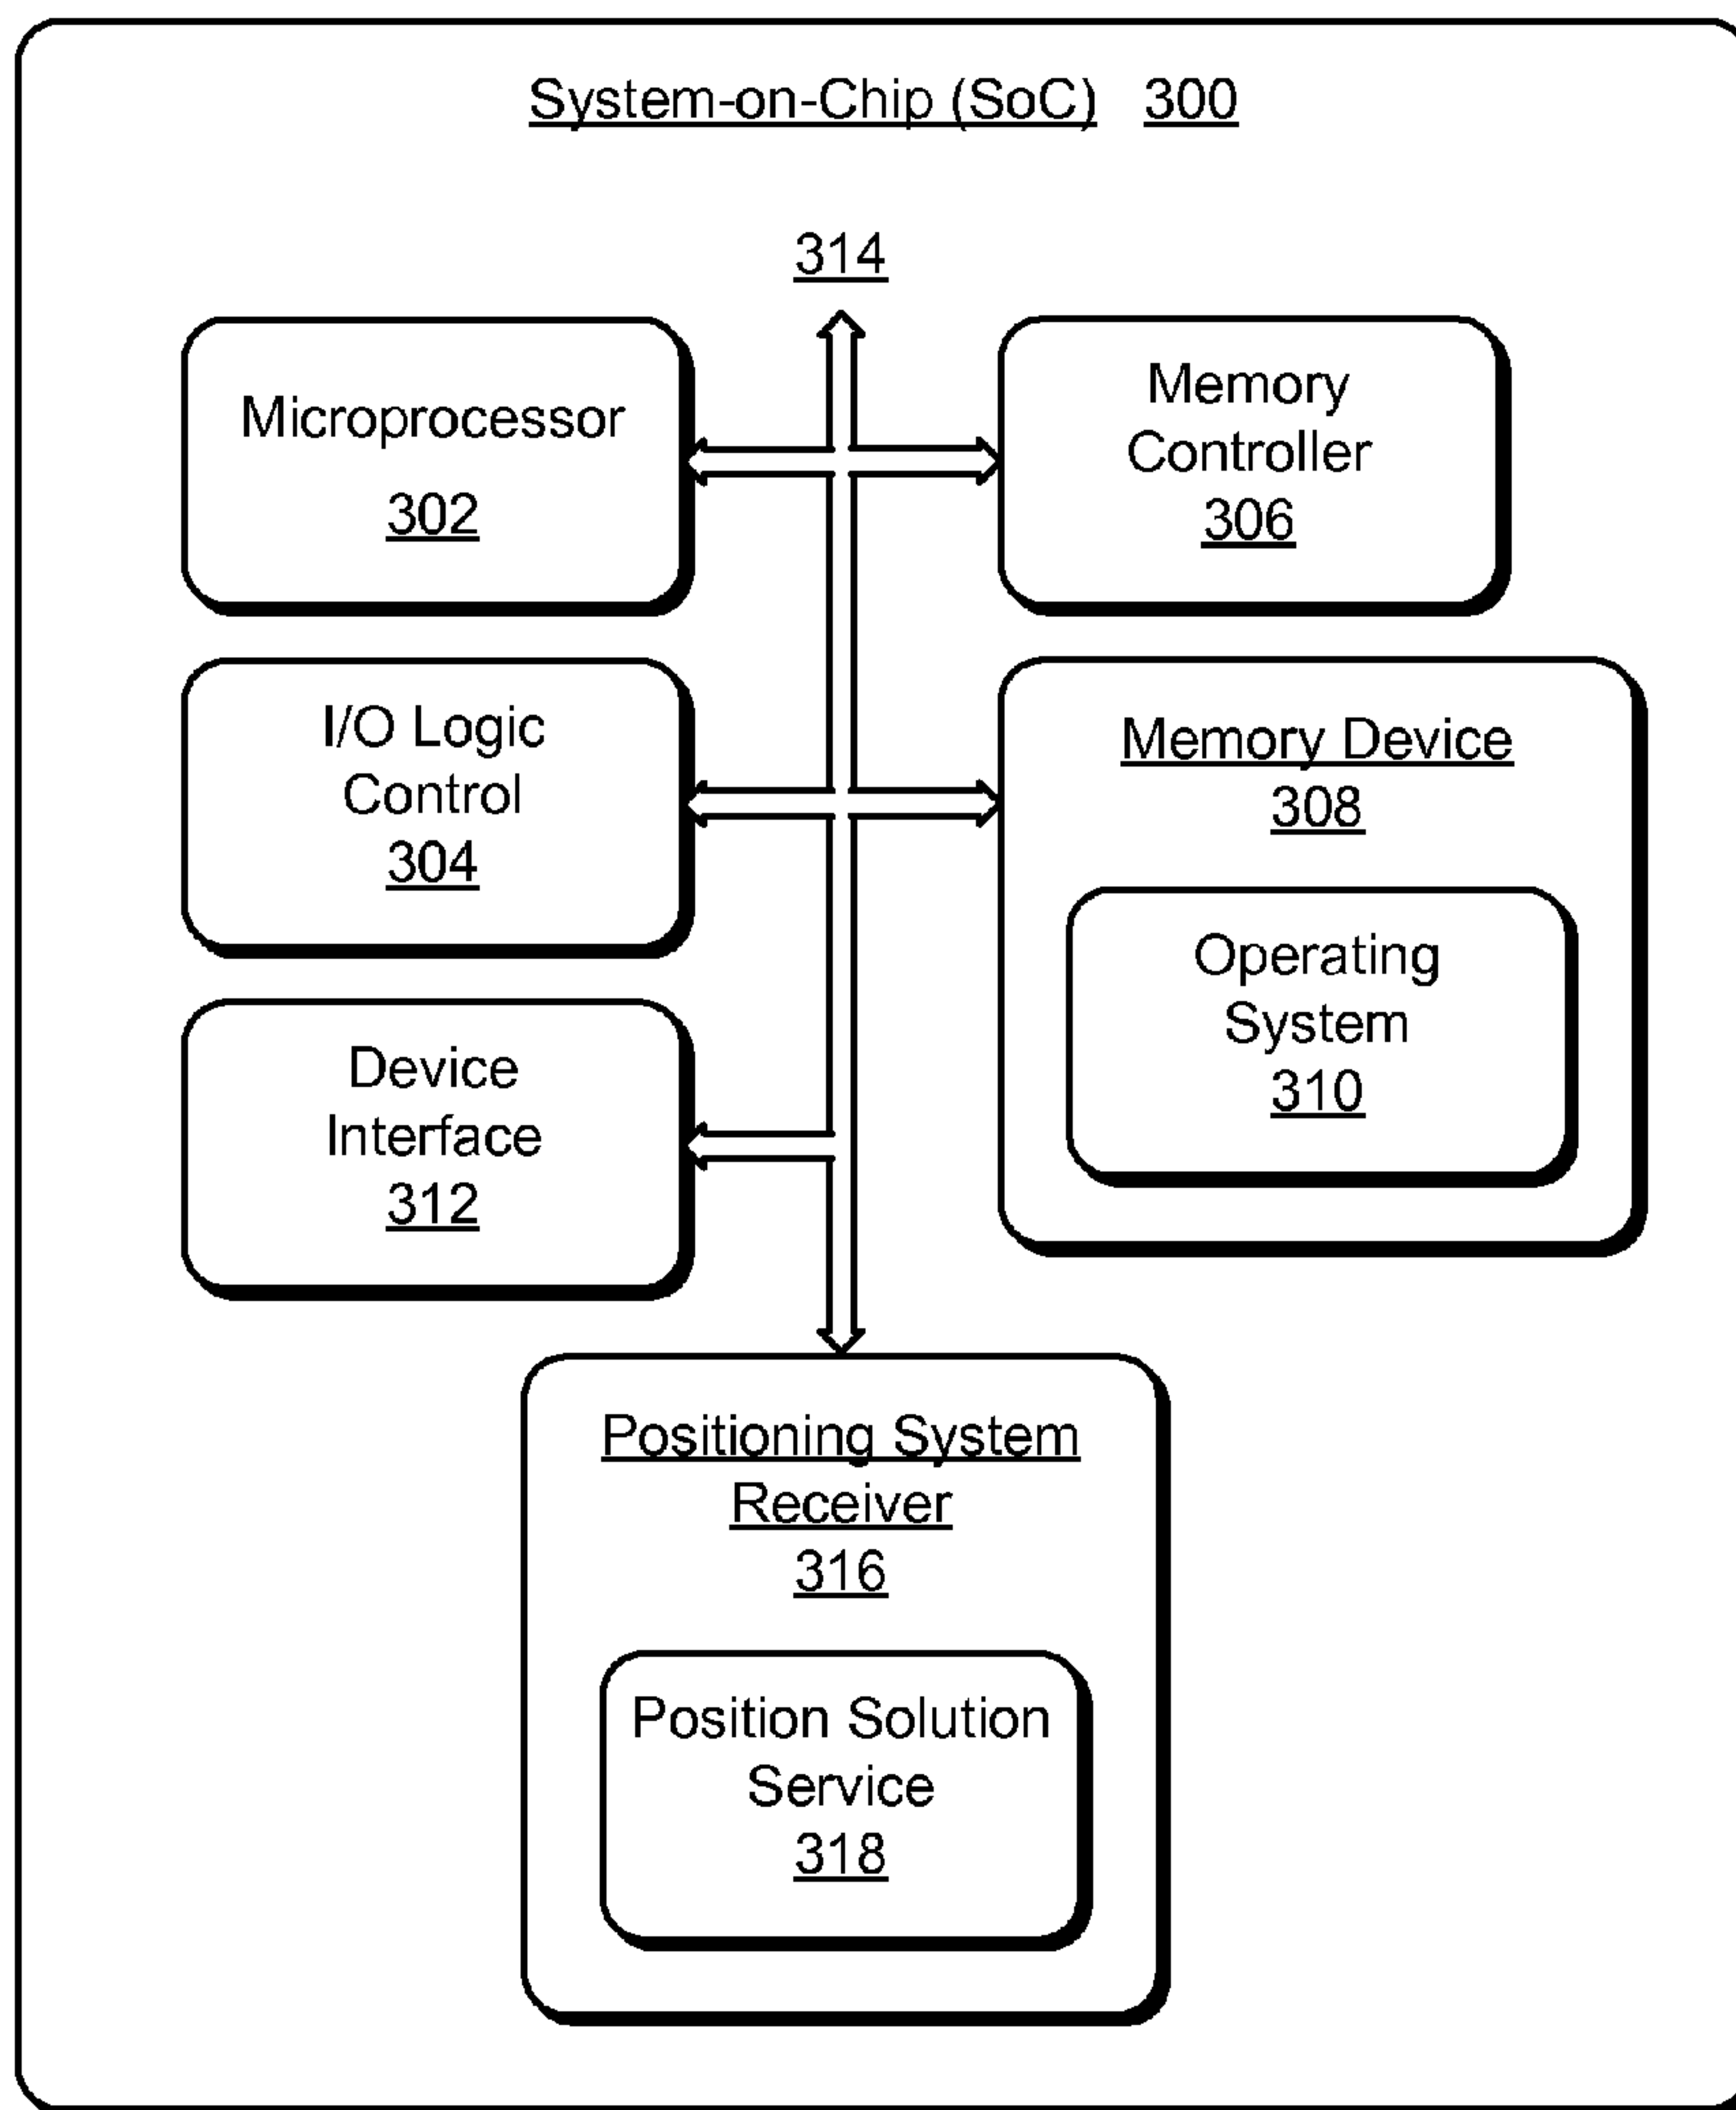 System-on-Chip (SoC) 300
314
Microprocessor
302
Memory
Controller
306
I/O Logic
Control
304
Memory Device
308
Operating
System
310
Device
Interface
312
Positioning System
Receiver
316
Position Solution
Service
318